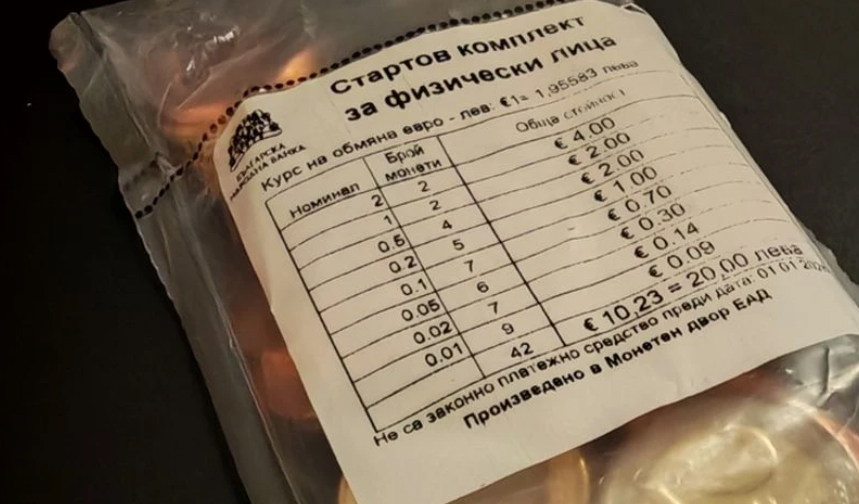 Стартов комплект
за физически лица
БЪЛГАРСКА
НАРОДНА БАНКА
Курс на обмяна евро - лев: €1= 1,95583 лева
Номинал Брой монети Обща стойност
2 2 € 4.00
1 2 € 2.00
0.5 4 € 2.00
0.2 5 € 1.00
0.1 7 € 0.70
0.05 6 € 0.30
0.02 7 € 0.14
0.01 9 € 0.09
42 € 10,23 = 20,00 лева
Не са законно платежно средство преди дата: 01 01 2026
Произведено в Монетен двор ЕАД